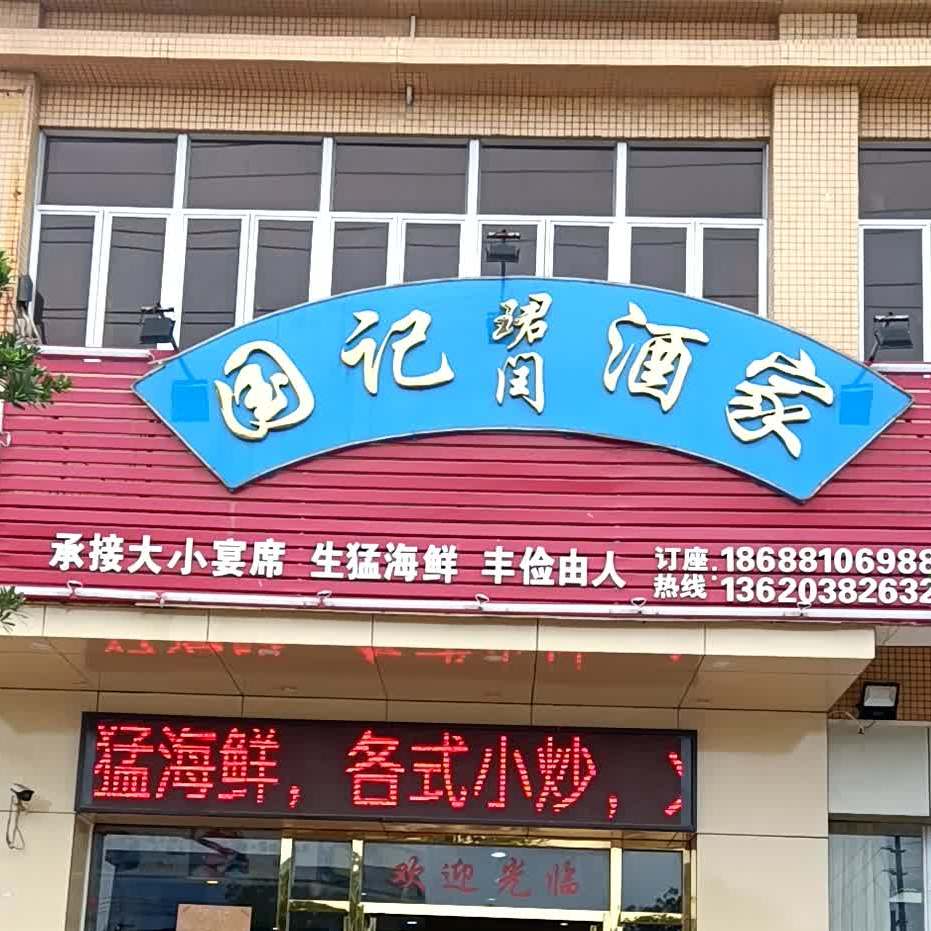 国记珺闰酒家
承接大小宴席 生猛海鲜 丰俭由人
订座热线: 18688106988
13620382632
猛海鲜，各式小炒，
欢迎光临